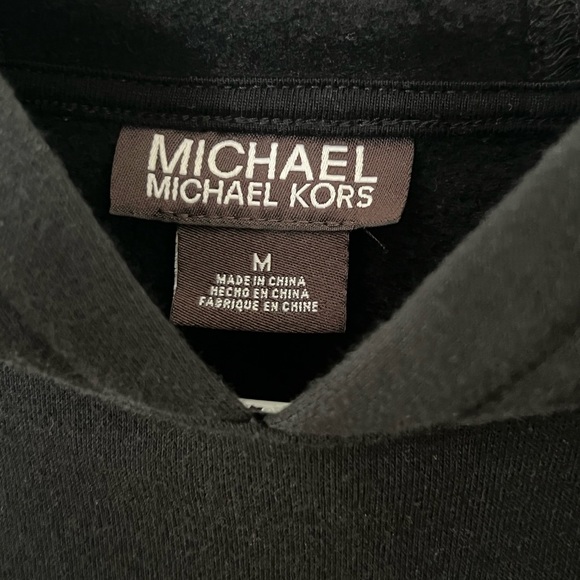 MICHAEL
MICHAEL KORS
M
MADE IN CHINA
HECHO EN CHINA
FABRIQUE EN CHINE